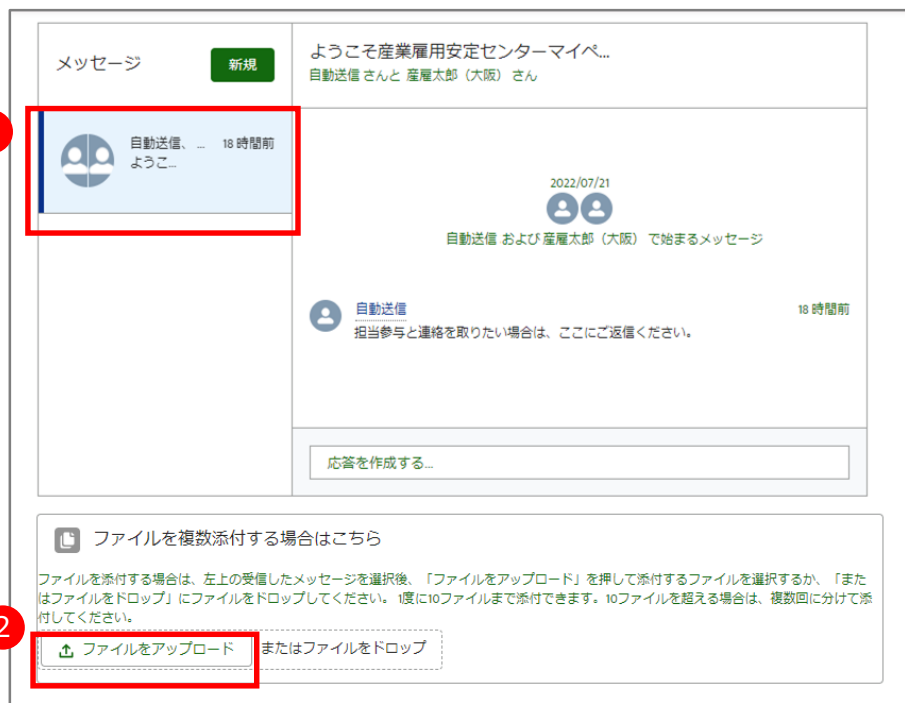 メッセージ
新規
ようこそ産業雇用安定センターマイペ...
自動送信 さんと 産雇太郎（大阪） さん
自動送信、 ... 18 時間前
ようこ...
2022/07/21
自動送信 および 産雇太郎（大阪） で始まるメッセージ
自動送信 18 時間前
担当参与と連絡を取りたい場合は、ここにご返信ください。
応答を作成する...
ファイルを複数添付する場合はこちら
ファイルを添付する場合は、左上の受信したメッセージを選択後、「ファイルをアップロード」を押して添付するファイルを選択するか、「また
はファイルをドロップ」にファイルをドロップしてください。 1度に10ファイルまで添付できます。10ファイルを超える場合は、複数回に分けて添
付してください。
2
ファイルをアップロード またはファイルをドロップ